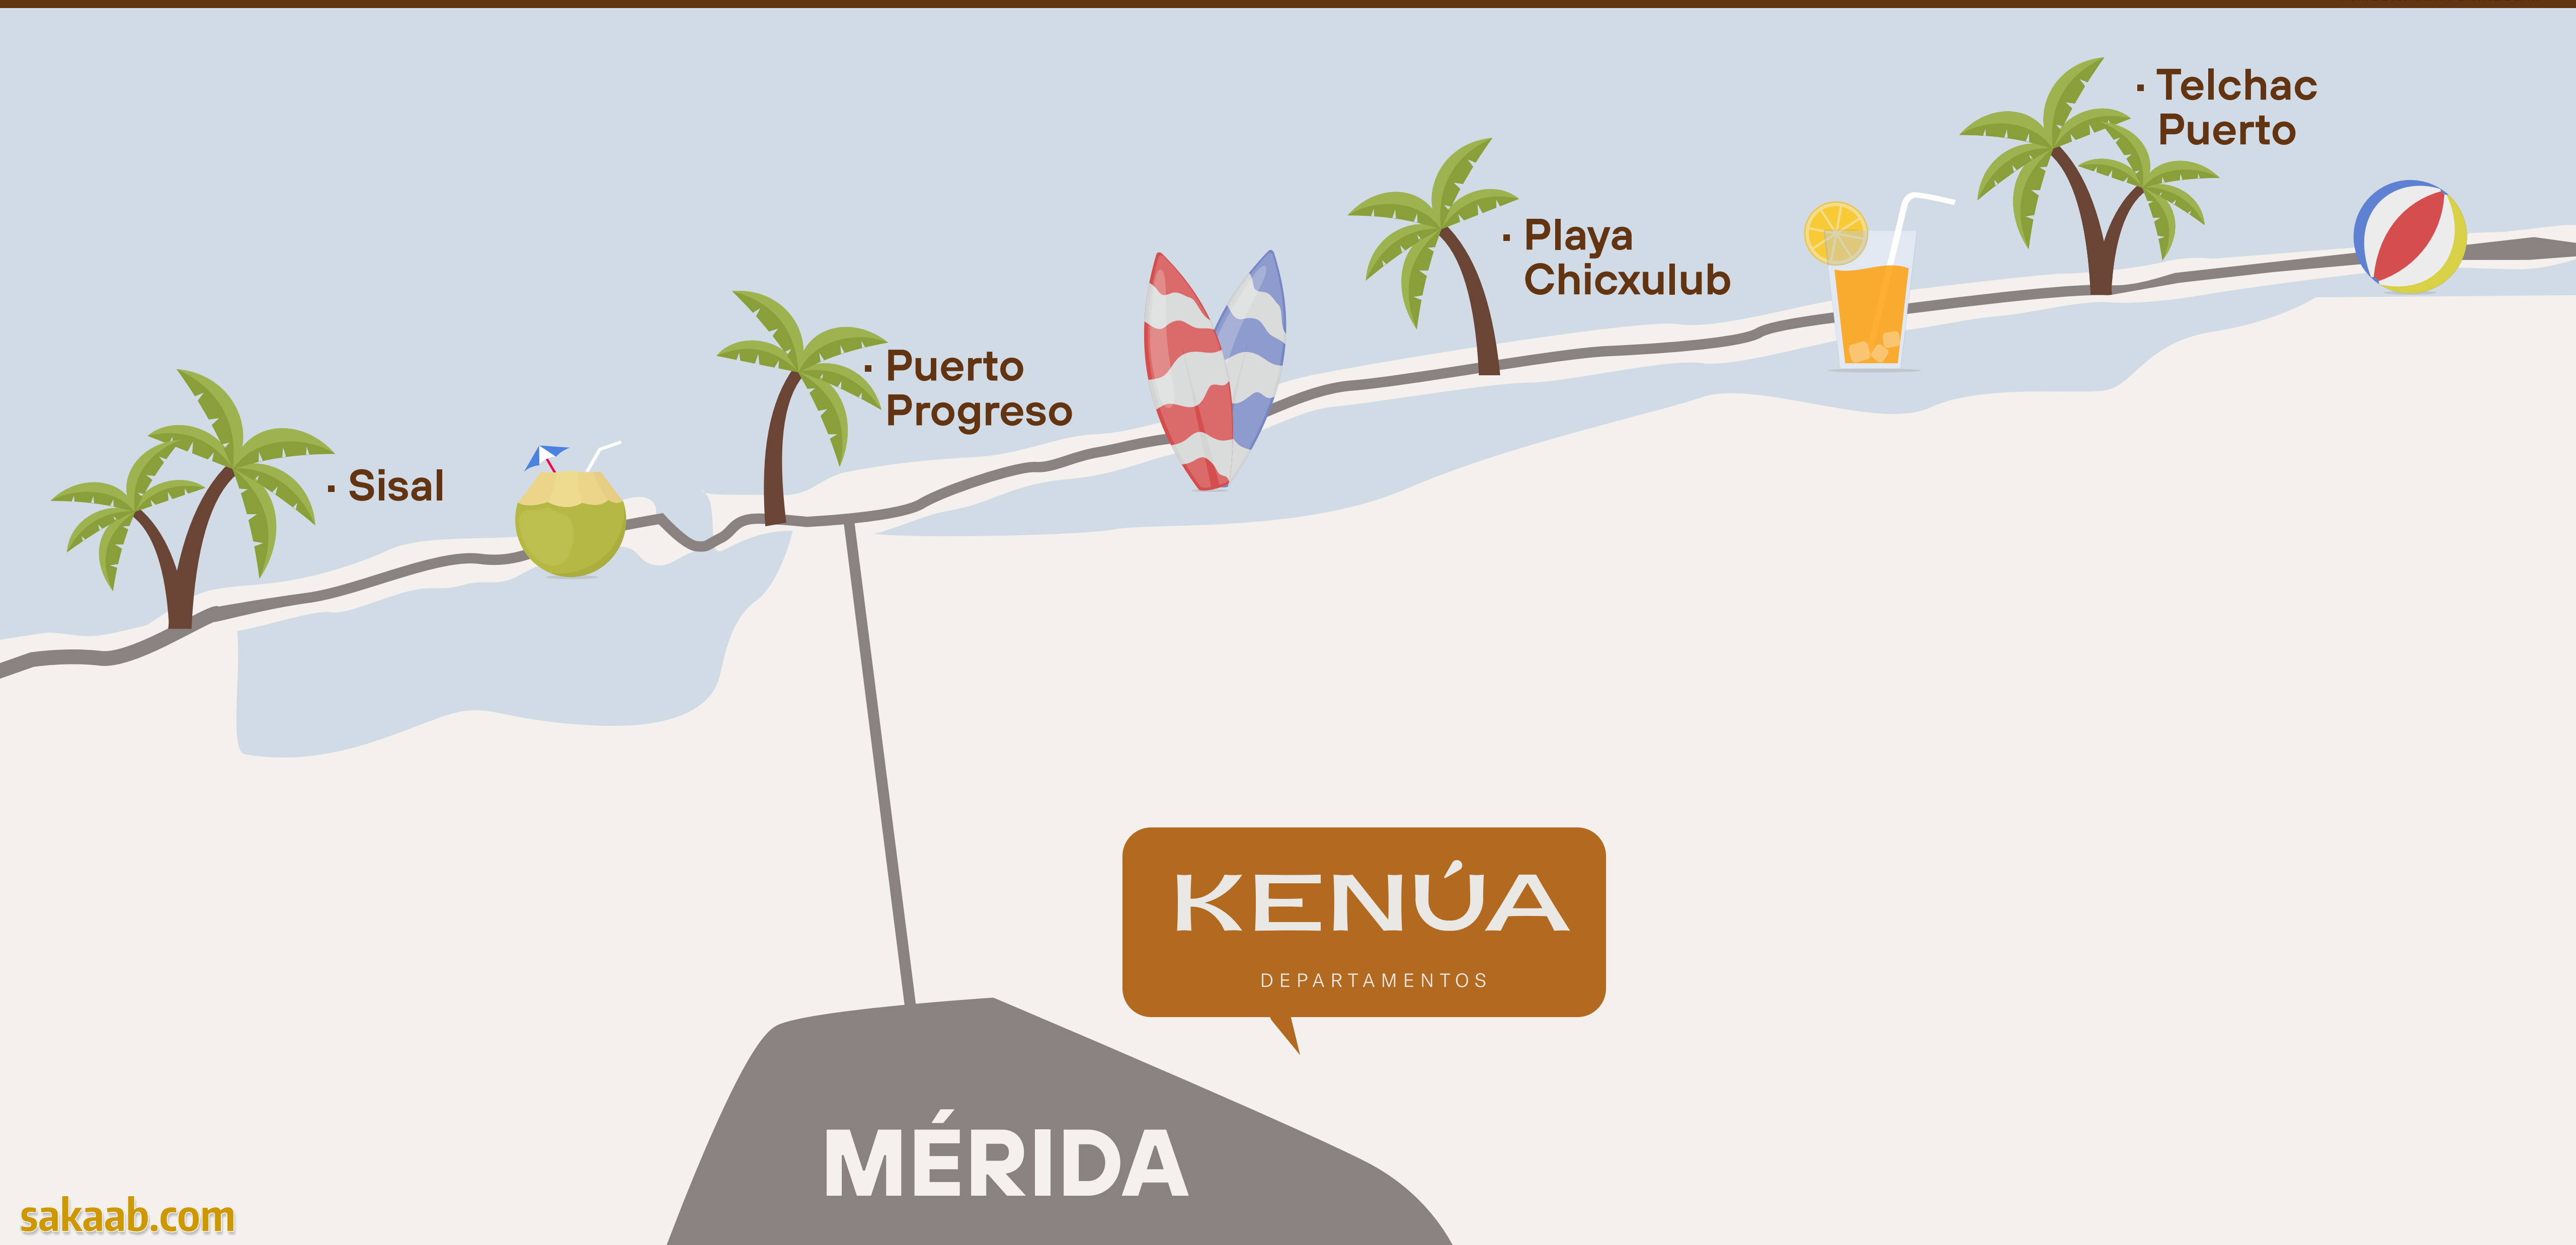 · Telchac
Puerto
· Playa
Chicxulub
· Puerto
Progreso
· Sisal
KENÚA
DEPARTAMENTOS
MÉRIDA
sakaab.com